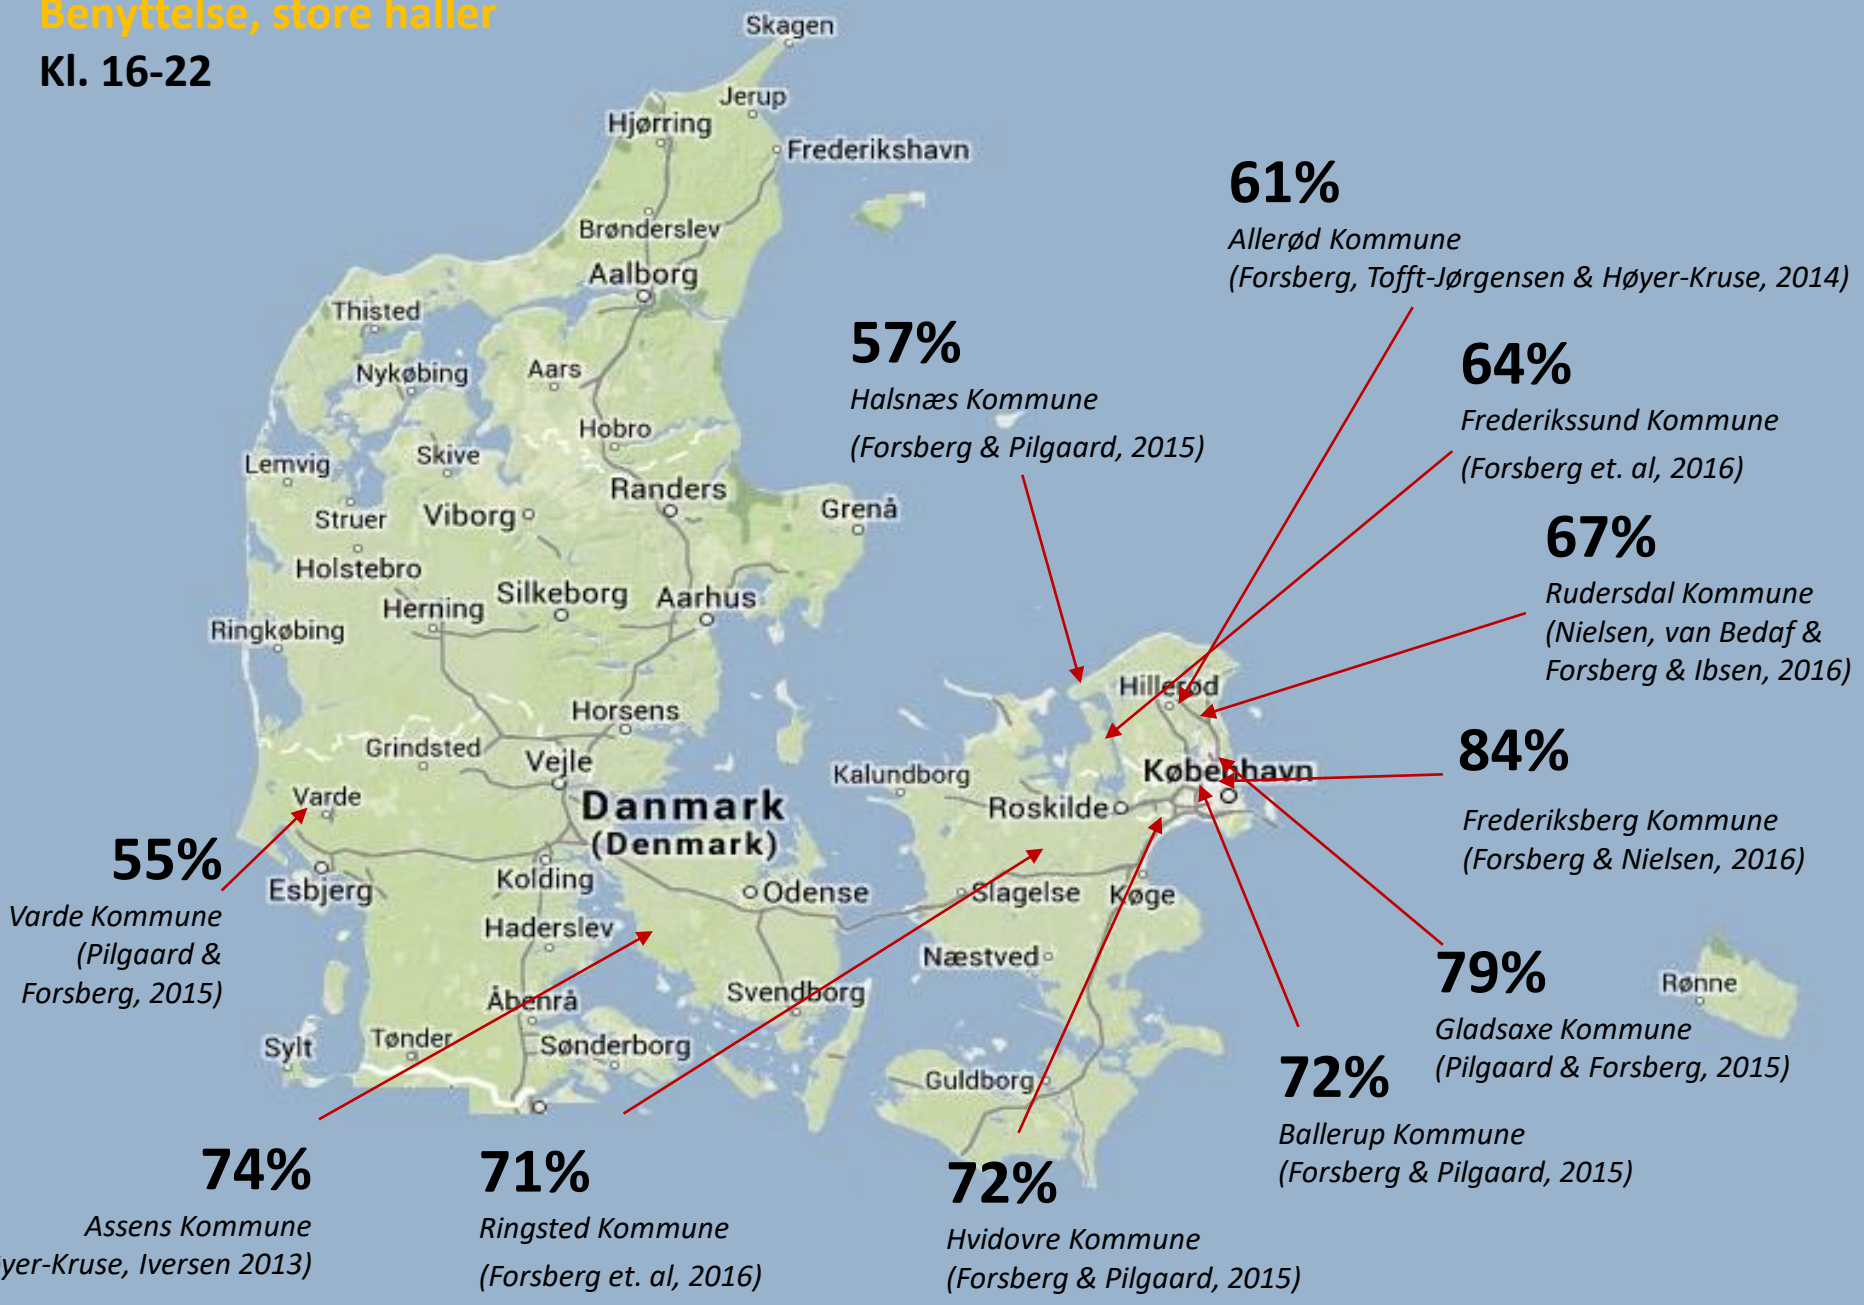 Benyttelse, store haller
Kl. 16-22
Skagen
Jerup
Hjørring
Frederikshavn
Brønderslev
Aalborg
Thisted
Nykøbing
Aars
Hobro
Skive
Lemvig
Randers
Struer
Viborg
Grenå
Holstebro
Silkeborg
Aarhus
Herning
Ringkøbing
Horsens
Grindsted
Vejle
Varde
Danmark
(Denmark)
Kolding
Esbjerg
Odense
Haderslev
Svendborg
Åbenrå
Tønder
Sønderborg
Sylt
Hillerød
København
Kalundborg
Roskilde
Slagelse
Køge
Næstved
Guldborg
Rønne
61%
Allerød Kommune
(Forsberg, Tofft-Jørgensen & Høyer-Kruse, 2014)
57%
Halsnæs Kommune
(Forsberg & Pilgaard, 2015)
64%
Frederikssund Kommune
(Forsberg et. al, 2016)
67%
Rudersdal Kommune
(Nielsen, van Bedaf &
Forsberg & Ibsen, 2016)
84%
Frederiksberg Kommune
(Forsberg & Nielsen, 2016)
79%
Gladsaxe Kommune
(Pilgaard & Forsberg, 2015)
72%
Ballerup Kommune
(Forsberg & Pilgaard, 2015)
72%
Hvidovre Kommune
(Forsberg & Pilgaard, 2015)
71%
Ringsted Kommune
(Forsberg et. al, 2016)
74%
Assens Kommune
yer-Kruse, Iversen 2013)
55%
Varde Kommune
(Pilgaard &
Forsberg, 2015)